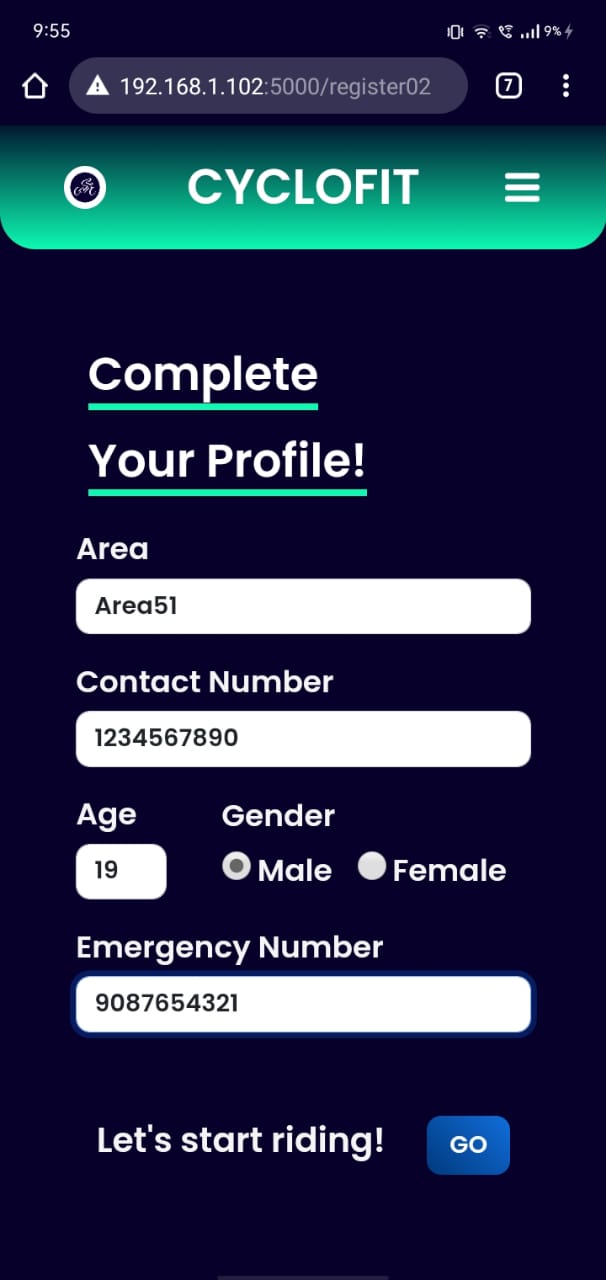 9:55
9%
192.168.1.102:5000/register02
7
CYCLOFIT
Complete
Your Profile!
Area
Area51
Contact Number
1234567890
Age
Gender
19
Male
Female
Emergency Number
9087654321
Let's start riding!
GO